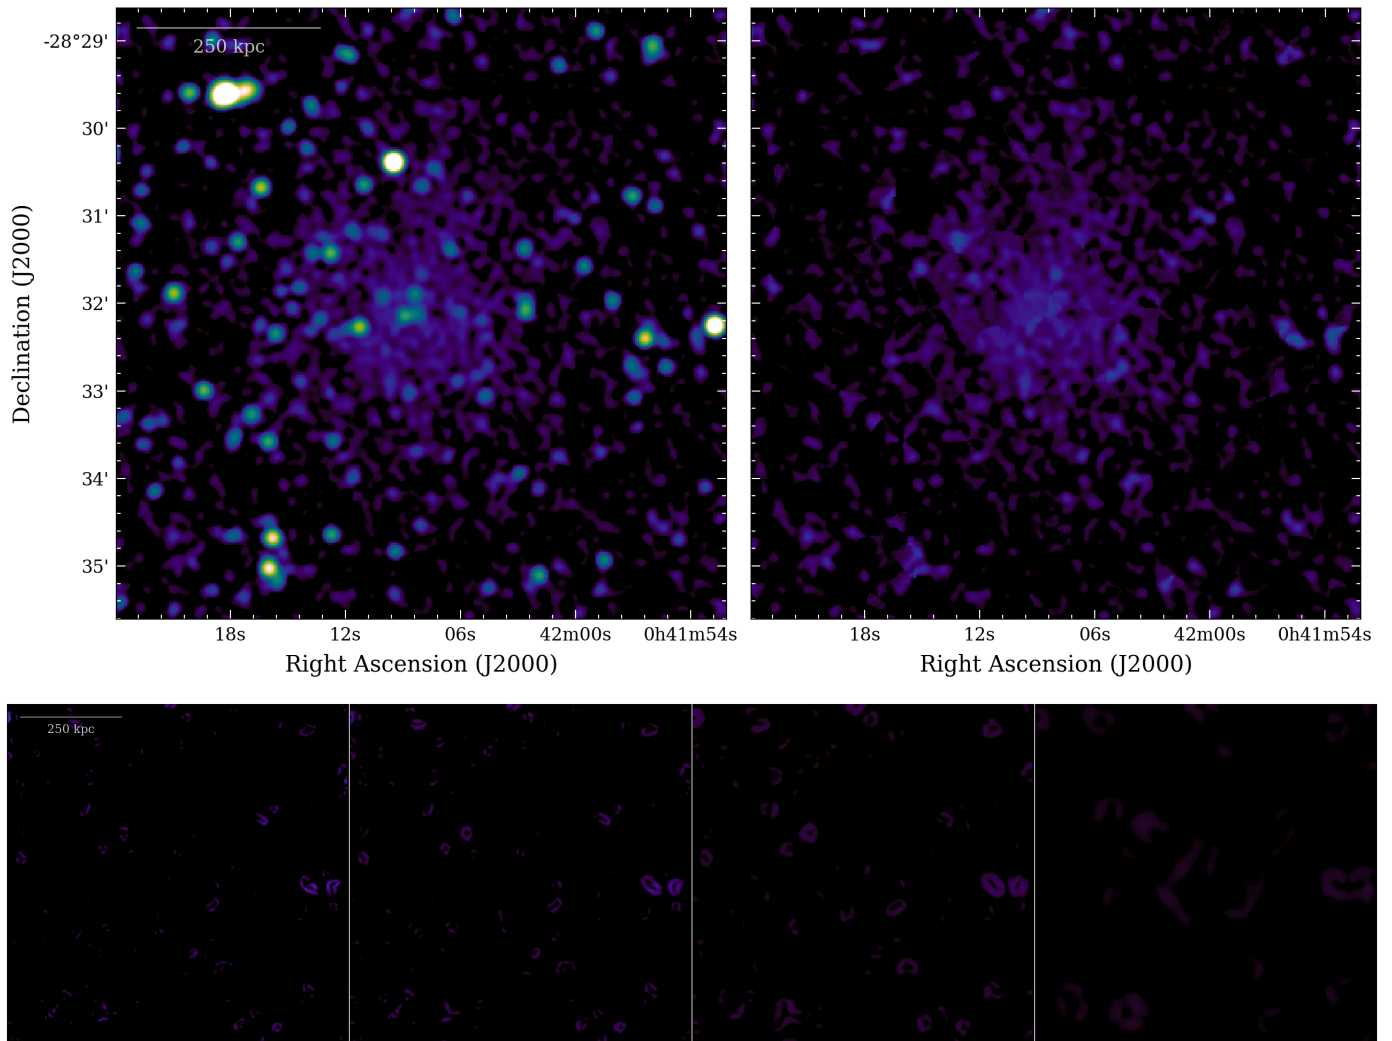 250 kpc
-28°29'
30'
31'
32'
33'
34'
35'
Declination (J2000)
18s 12s 06s 42m00s 0h41m54s
Right Ascension (J2000)
18s 12s 06s 42m00s 0h41m54s
Right Ascension (J2000)
250 kpc